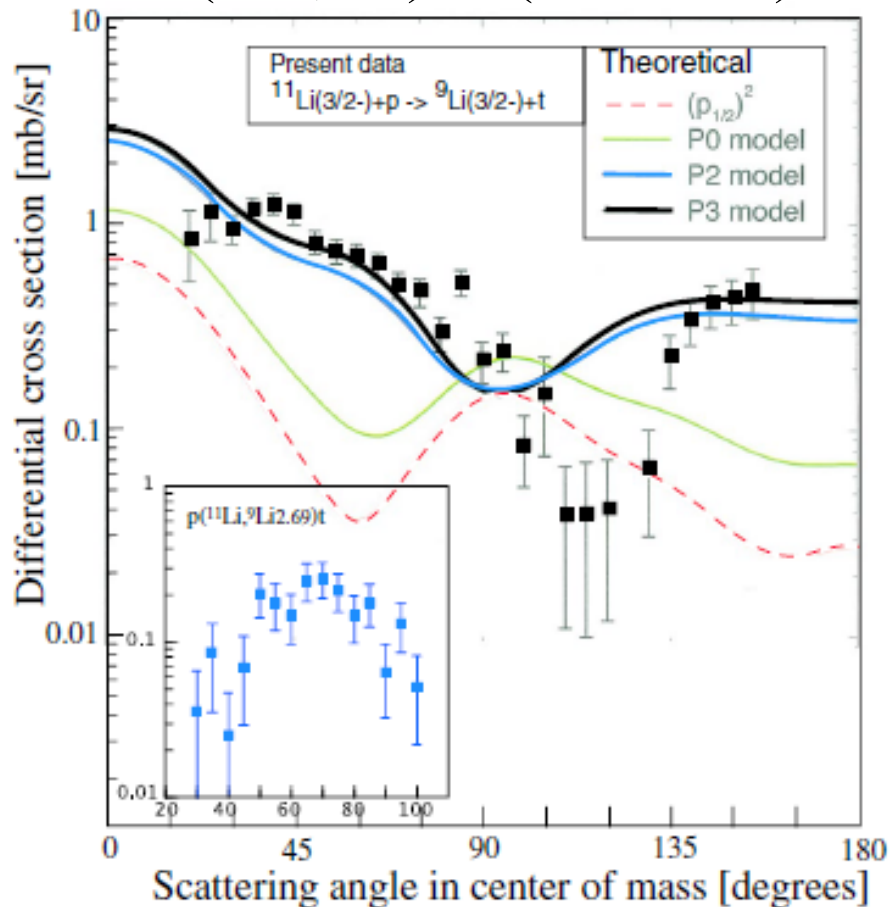 10
1
0.1
0.01
Differential cross section [mb/sr]
Present data
¹¹Li(3/2-)+p -> ⁹Li(3/2-)+t
Theoretical
(p₁/₂)²
P0 model
P2 model
P3 model
p(¹¹Li,⁹Li2.69)t
1
0.1
0.01
20 40 60 80 100
0 45 90 135 180
Scattering angle in center of mass [degrees]